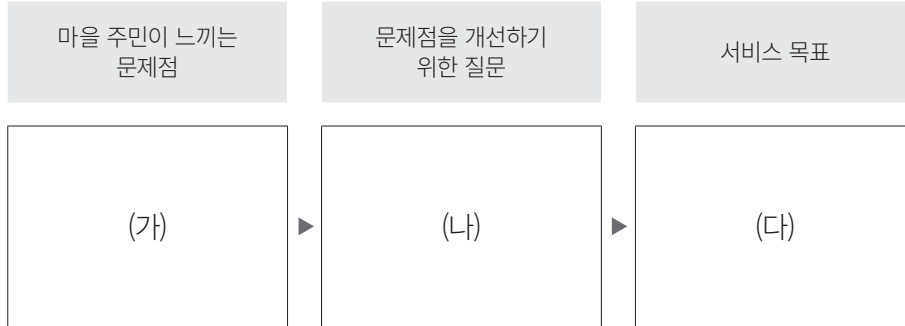 마을 주민이 느끼는
문제점
문제점을 개선하기
위한 질문
서비스 목표
(가)
(나)
(다)